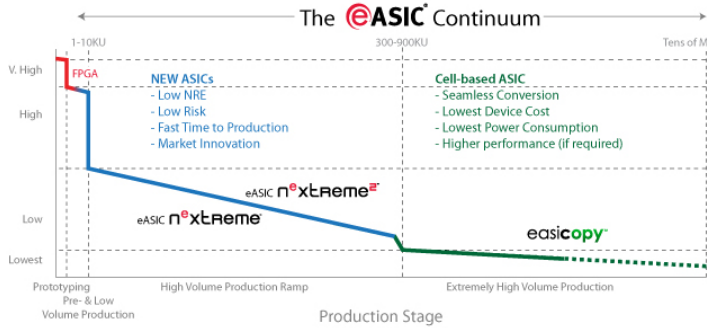 The eASIC Continuum
1-10KU
300-900KU
Tens of M
V. High
FPGA
High
NEW ASICs
- Low NRE
- Low Risk
- Fast Time to Production
- Market Innovation
Cell-based ASIC
- Seamless Conversion
- Lowest Device Cost
- Lowest Power Consumption
- Higher performance (if required)
eASIC nextreme2
eASIC nextreme
Low
easicopy™
Lowest
Prototyping
Pre- & Low
Volume Production
High Volume Production Ramp
Extremely High Volume Production
Production Stage